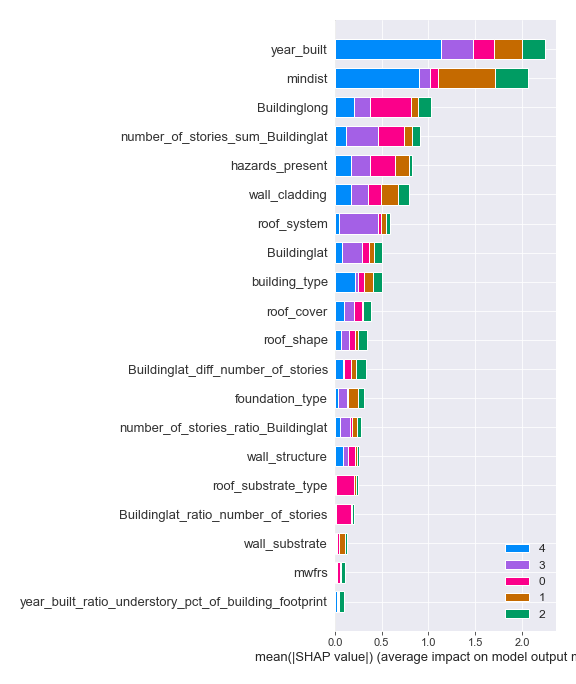 year_built
mindist
Buildinglong
number_of_stories_sum_Buildinglat
hazards_present
wall_cladding
roof_system
Buildinglat
building_type
roof_cover
roof_shape
Buildinglat_diff_number_of_stories
foundation_type
number_of_stories_ratio_Buildinglat
wall_structure
roof_substrate_type
Buildinglat_ratio_number_of_stories
wall_substrate
mwfrs
year_built_ratio_understory_pct_of_building_footprint
4
3
0
1
2
0.0 0.5 1.0 1.5 2.0
mean(|SHAP value|) (average impact on model output